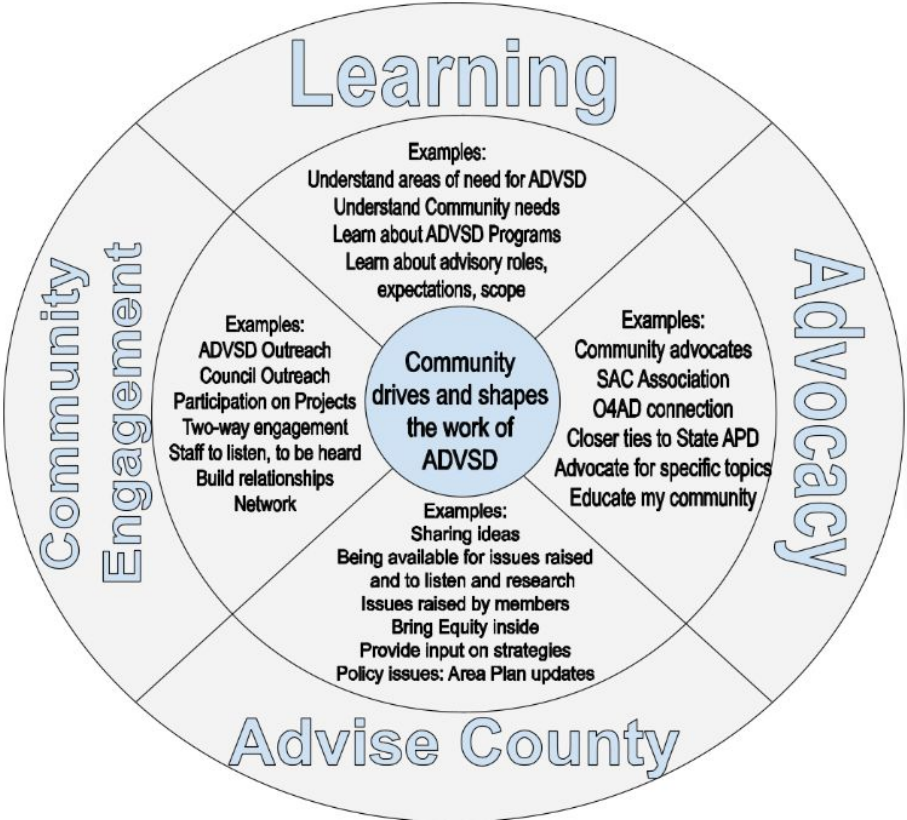 Learning
Examples:
Understand areas of need for ADVSD
Understand Community needs
Learn about ADVSD Programs
Learn about advisory roles,
expectations, scope
Community
Engagement
Examples:
ADVSD Outreach
Council Outreach
Participation on Projects
Two-way engagement
Staff to listen, to be heard
Build relationships
Network
Community
drives and shapes
the work of
ADVSD
Examples:
Community advocates
SAC Association
O4AD connection
Closer ties to State APD
Advocate for specific topics
Educate my community
Advocacy
Examples:
Sharing ideas
Being available for issues raised
and to listen and research
Issues raised by members
Bring Equity inside
Provide input on strategies
Policy issues: Area Plan updates
Advise County